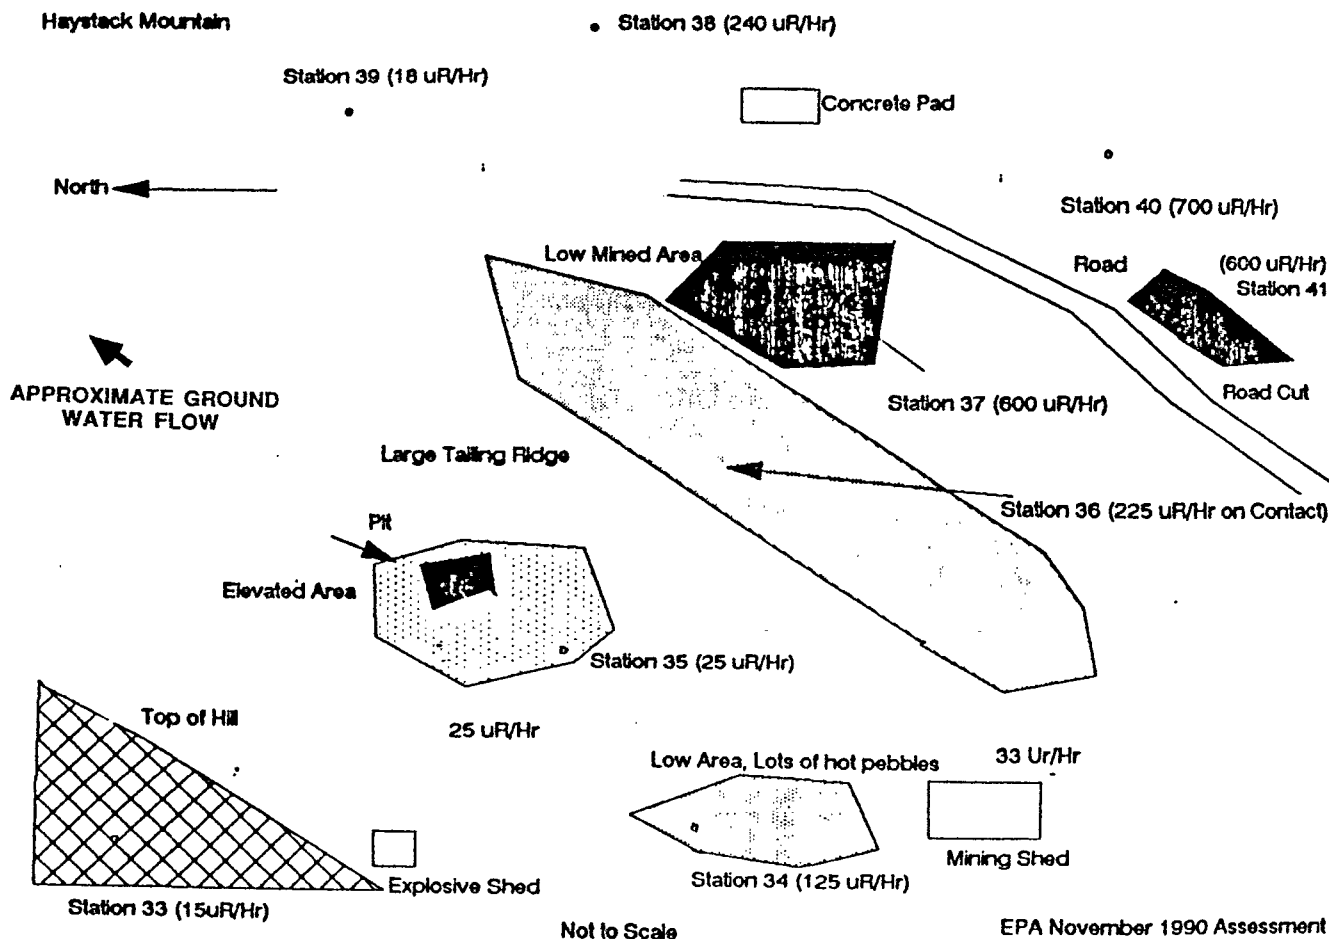 Haystack Mountain
Station 38 (240 uR/Hr)
Station 39 (18 uR/Hr)
Concrete Pad
North
Station 40 (700 uR/Hr)
Low Mined Area
Road
(600 uR/Hr)
Station 41
APPROXIMATE GROUND
WATER FLOW
Road Cut
Station 37 (600 uR/Hr)
Large Tailing Ridge
Station 36 (225 uR/Hr on Contact)
Pit
Elevated Area
Station 35 (25 uR/Hr)
Top of Hill
25 uR/Hr
Low Area, Lots of hot pebbles
33 Ur/Hr
Mining Shed
Explosive Shed
Station 34 (125 uR/Hr)
Station 33 (15uR/Hr)
Not to Scale
EPA November 1990 Assessment